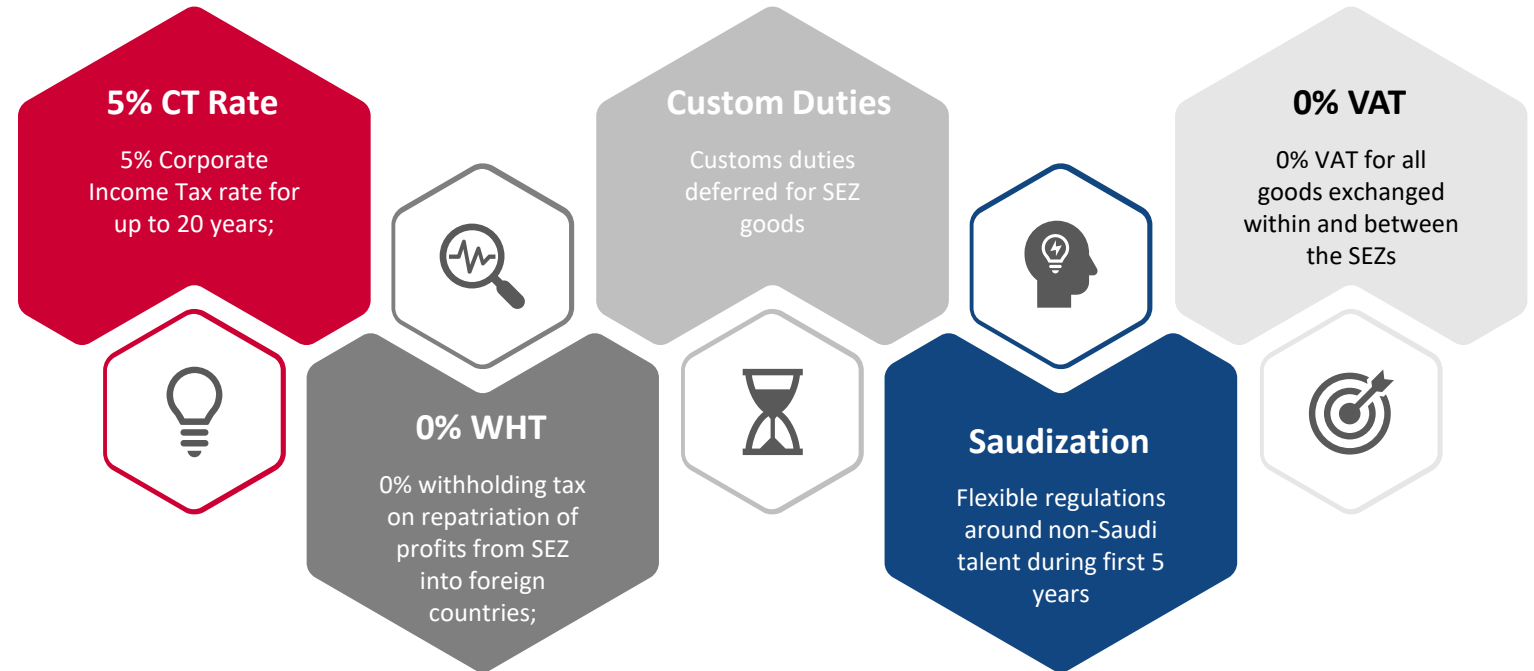 5% CT Rate
5% Corporate
Income Tax rate for
up to 20 years;
0% WHT
0% withholding tax
on repatriation of
profits from SEZ
into foreign
countries;
Custom Duties
Customs duties
deferred for SEZ
goods
Saudization
Flexible regulations
around non-Saudi
talent during first 5
years
0% VAT
0% VAT for all
goods exchanged
within and between
the SEZs